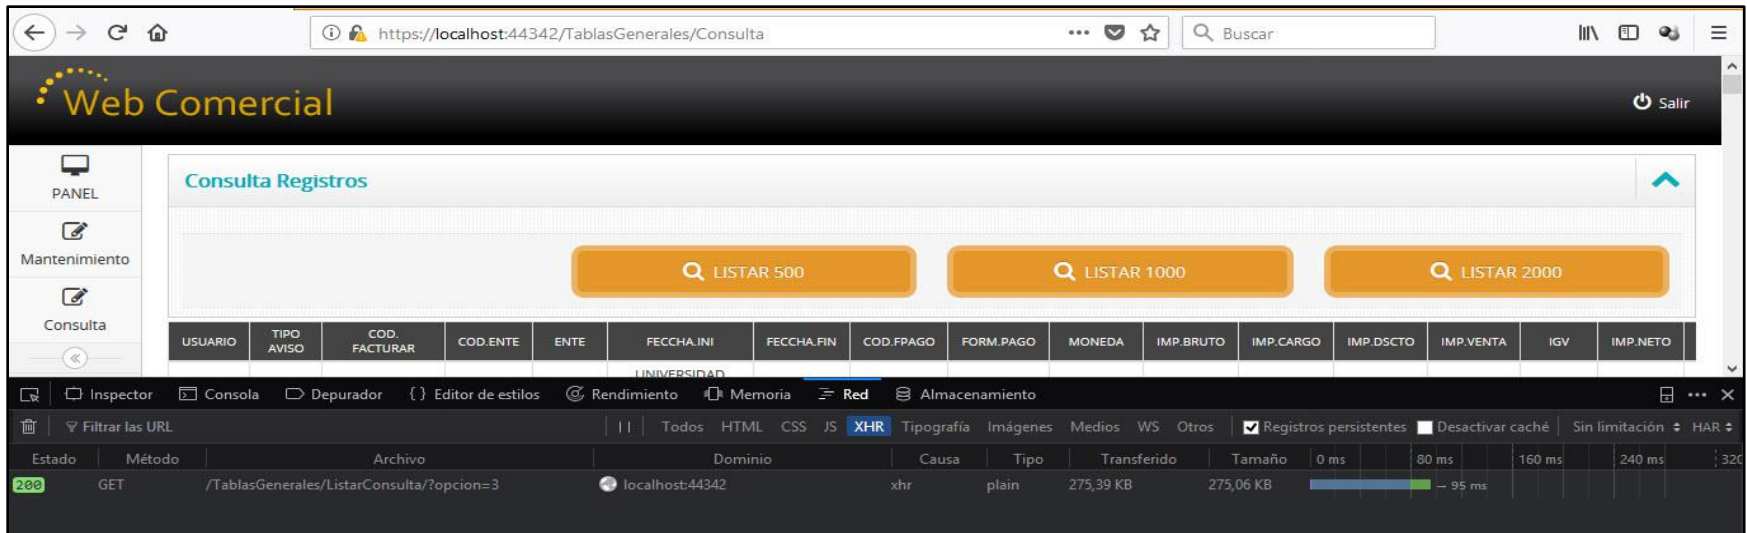 https://localhost:44342/TablasGenerales/Consulta
Buscar
Web Comercial
Salir
PANEL
Mantenimiento
Consulta
Consulta Registros
LISTAR 500
LISTAR 1000
LISTAR 2000
USUARIO TIPO AVISO COD. FACTURAR COD.ENTE ENTE FECCHA.INI FECCHA.FIN COD.FPAGO FORM.PAGO MONEDA IMP.BRUTO IMP.CARGO IMP.DSCTO IMP.VENTA IGV IMP.NETO
UNIVERSIDAD
Inspector Consola Depurador {} Editor de estilos Rendimiento Memoria Red Almacenamiento
Filtrar las URL Todos HTML CSS JS XHR Tipografía Imágenes Medios WS Otros Registros persistentes Desactivar caché Sin limitación HAR
Estado Método Archivo Dominio Causa Tipo Transferido Tamaño 0 ms 80 ms 160 ms 240 ms 320
200 GET /TablasGenerales/ListarConsulta/?opcion=3 localhost:44342 xhr plain 275,39 KB 275,06 KB → 95 ms